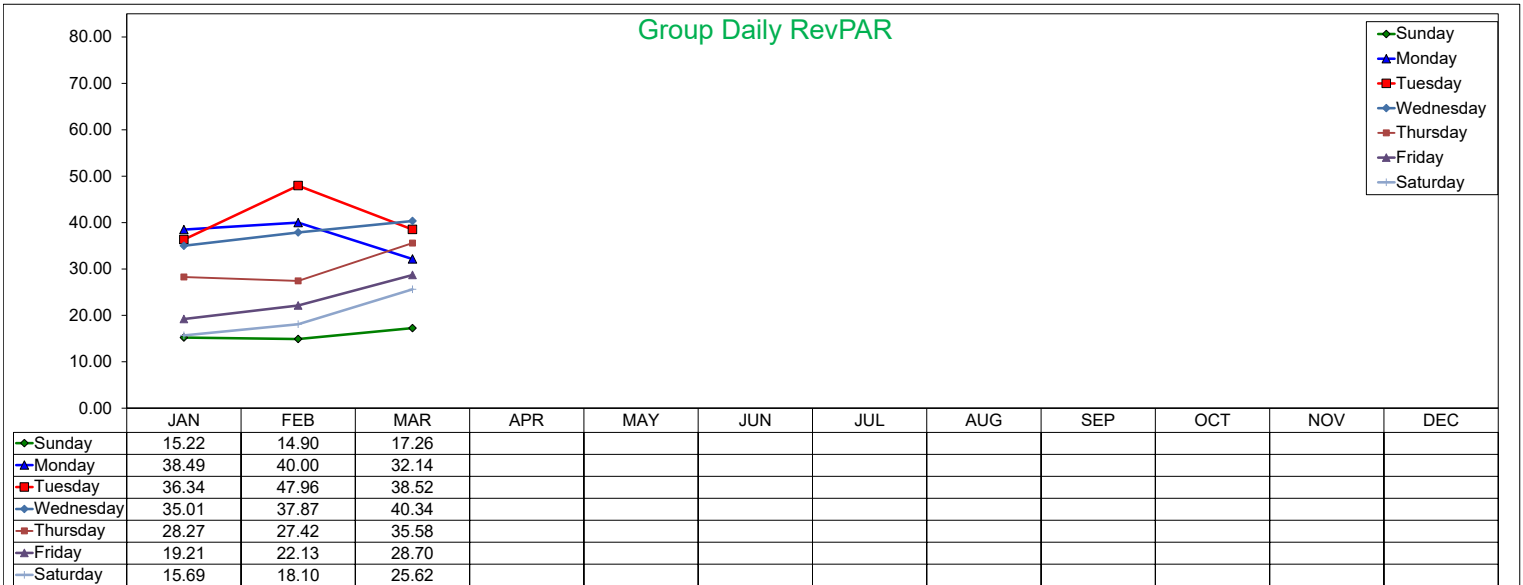 Group Daily RevPAR
80.00
70.00
60.00
50.00
40.00
30.00
20.00
10.00
0.00
Sunday
Monday
Tuesday
Wednesday
Thursday
Friday
Saturday
JAN FEB MAR APR MAY JUN JUL AUG SEP OCT NOV DEC
Sunday 15.22 14.90 17.26
Monday 38.49 40.00 32.14
Tuesday 36.34 47.96 38.52
Wednesday 35.01 37.87 40.34
Thursday 28.27 27.42 35.58
Friday 19.21 22.13 28.70
Saturday 15.69 18.10 25.62